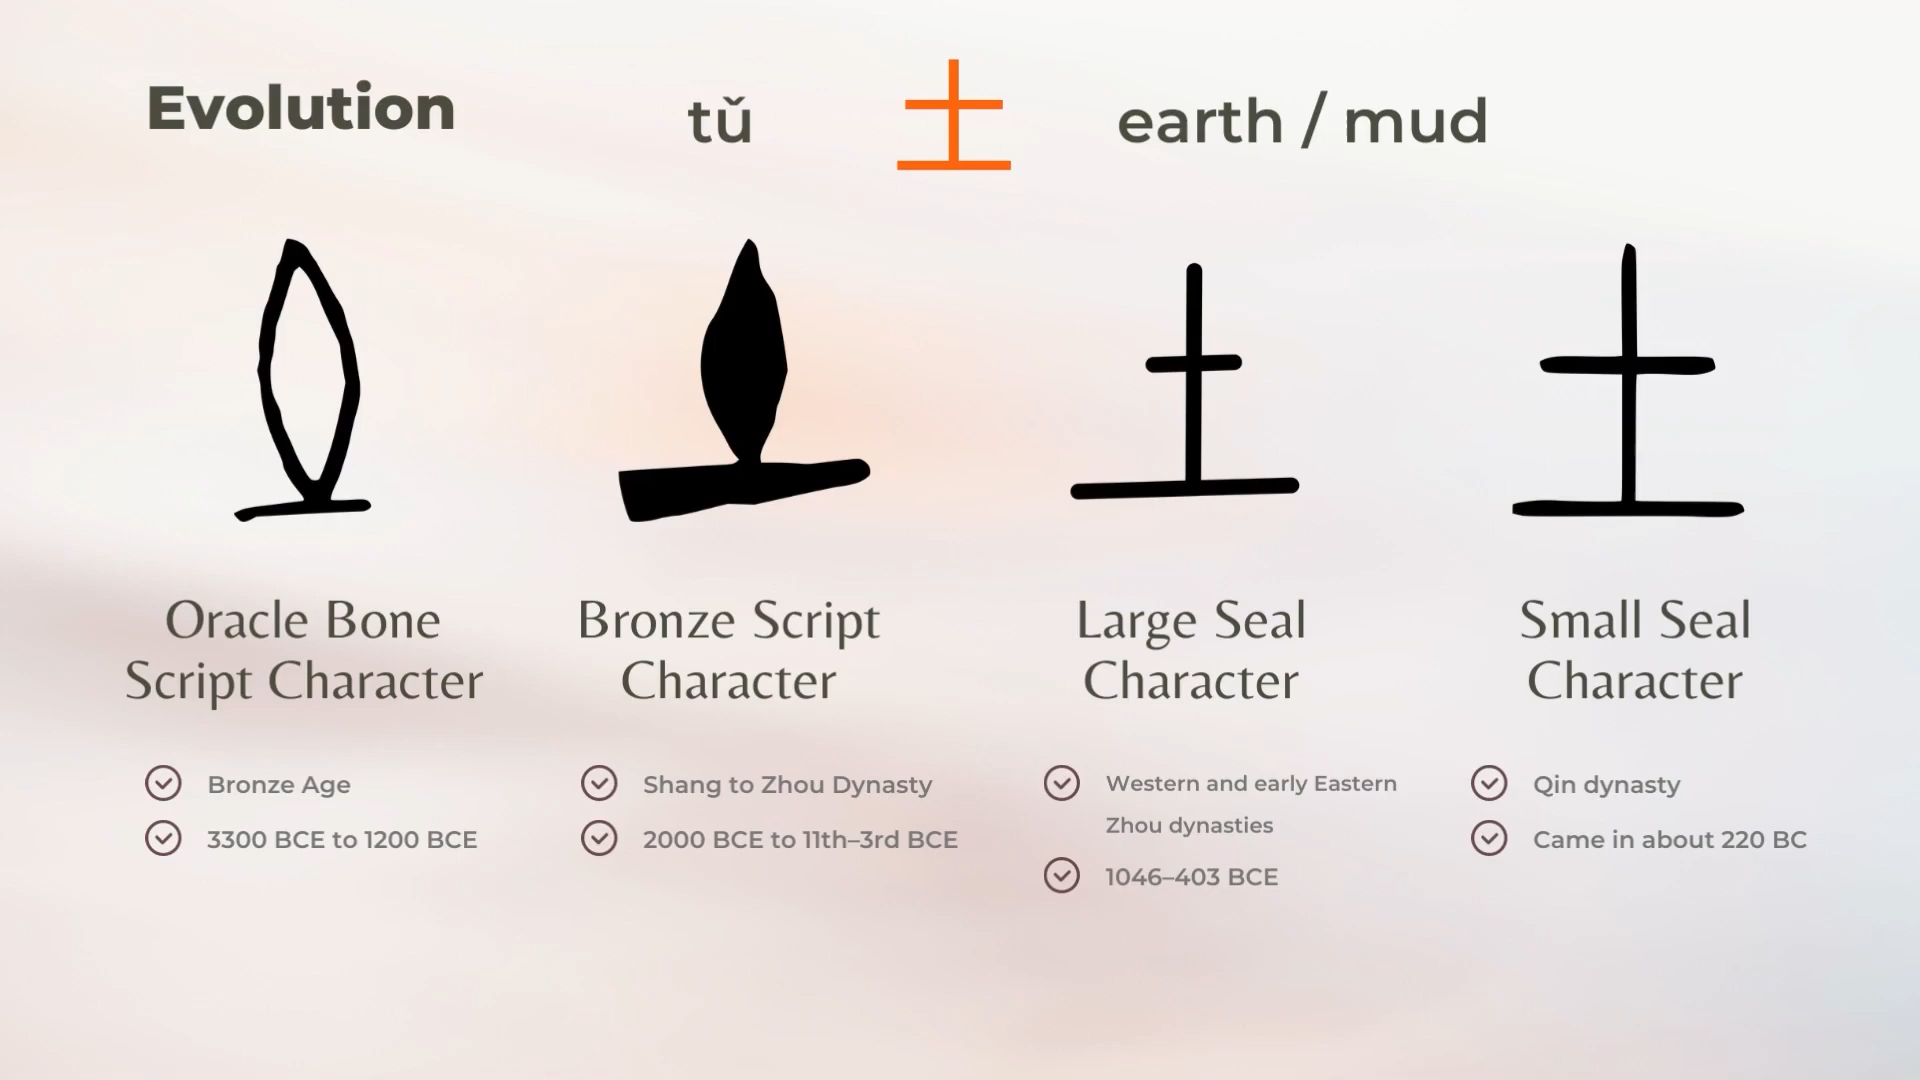 Evolution
tǔ
土
earth / mud
Oracle Bone
Script Character
Bronze Age
3300 BCE to 1200 BCE
Bronze Script
Character
Shang to Zhou Dynasty
2000 BCE to 11th–3rd BCE
Large Seal
Character
Western and early Eastern
Zhou dynasties
1046–403 BCE
Small Seal
Character
Qin dynasty
Came in about 220 BC